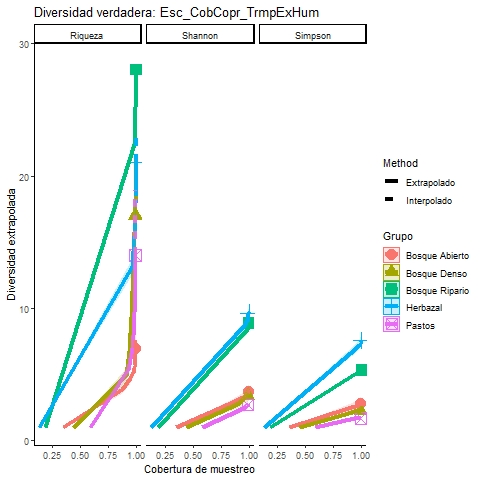 Diversidad verdadera: Esc_CobCopr_TrmpExHum
Riqueza Shannon Simpson
30
20
10
0
Diversidad extrapolada
0.25 0.50 0.75 1.00 0.25 0.50 0.75 1.00 0.25 0.50 0.75 1.00
Cobertura de muestreo
Method
Extrapolado
Interpolado
Grupo
Bosque Abierto
Bosque Denso
Bosque Ripario
Herbazal
Pastos